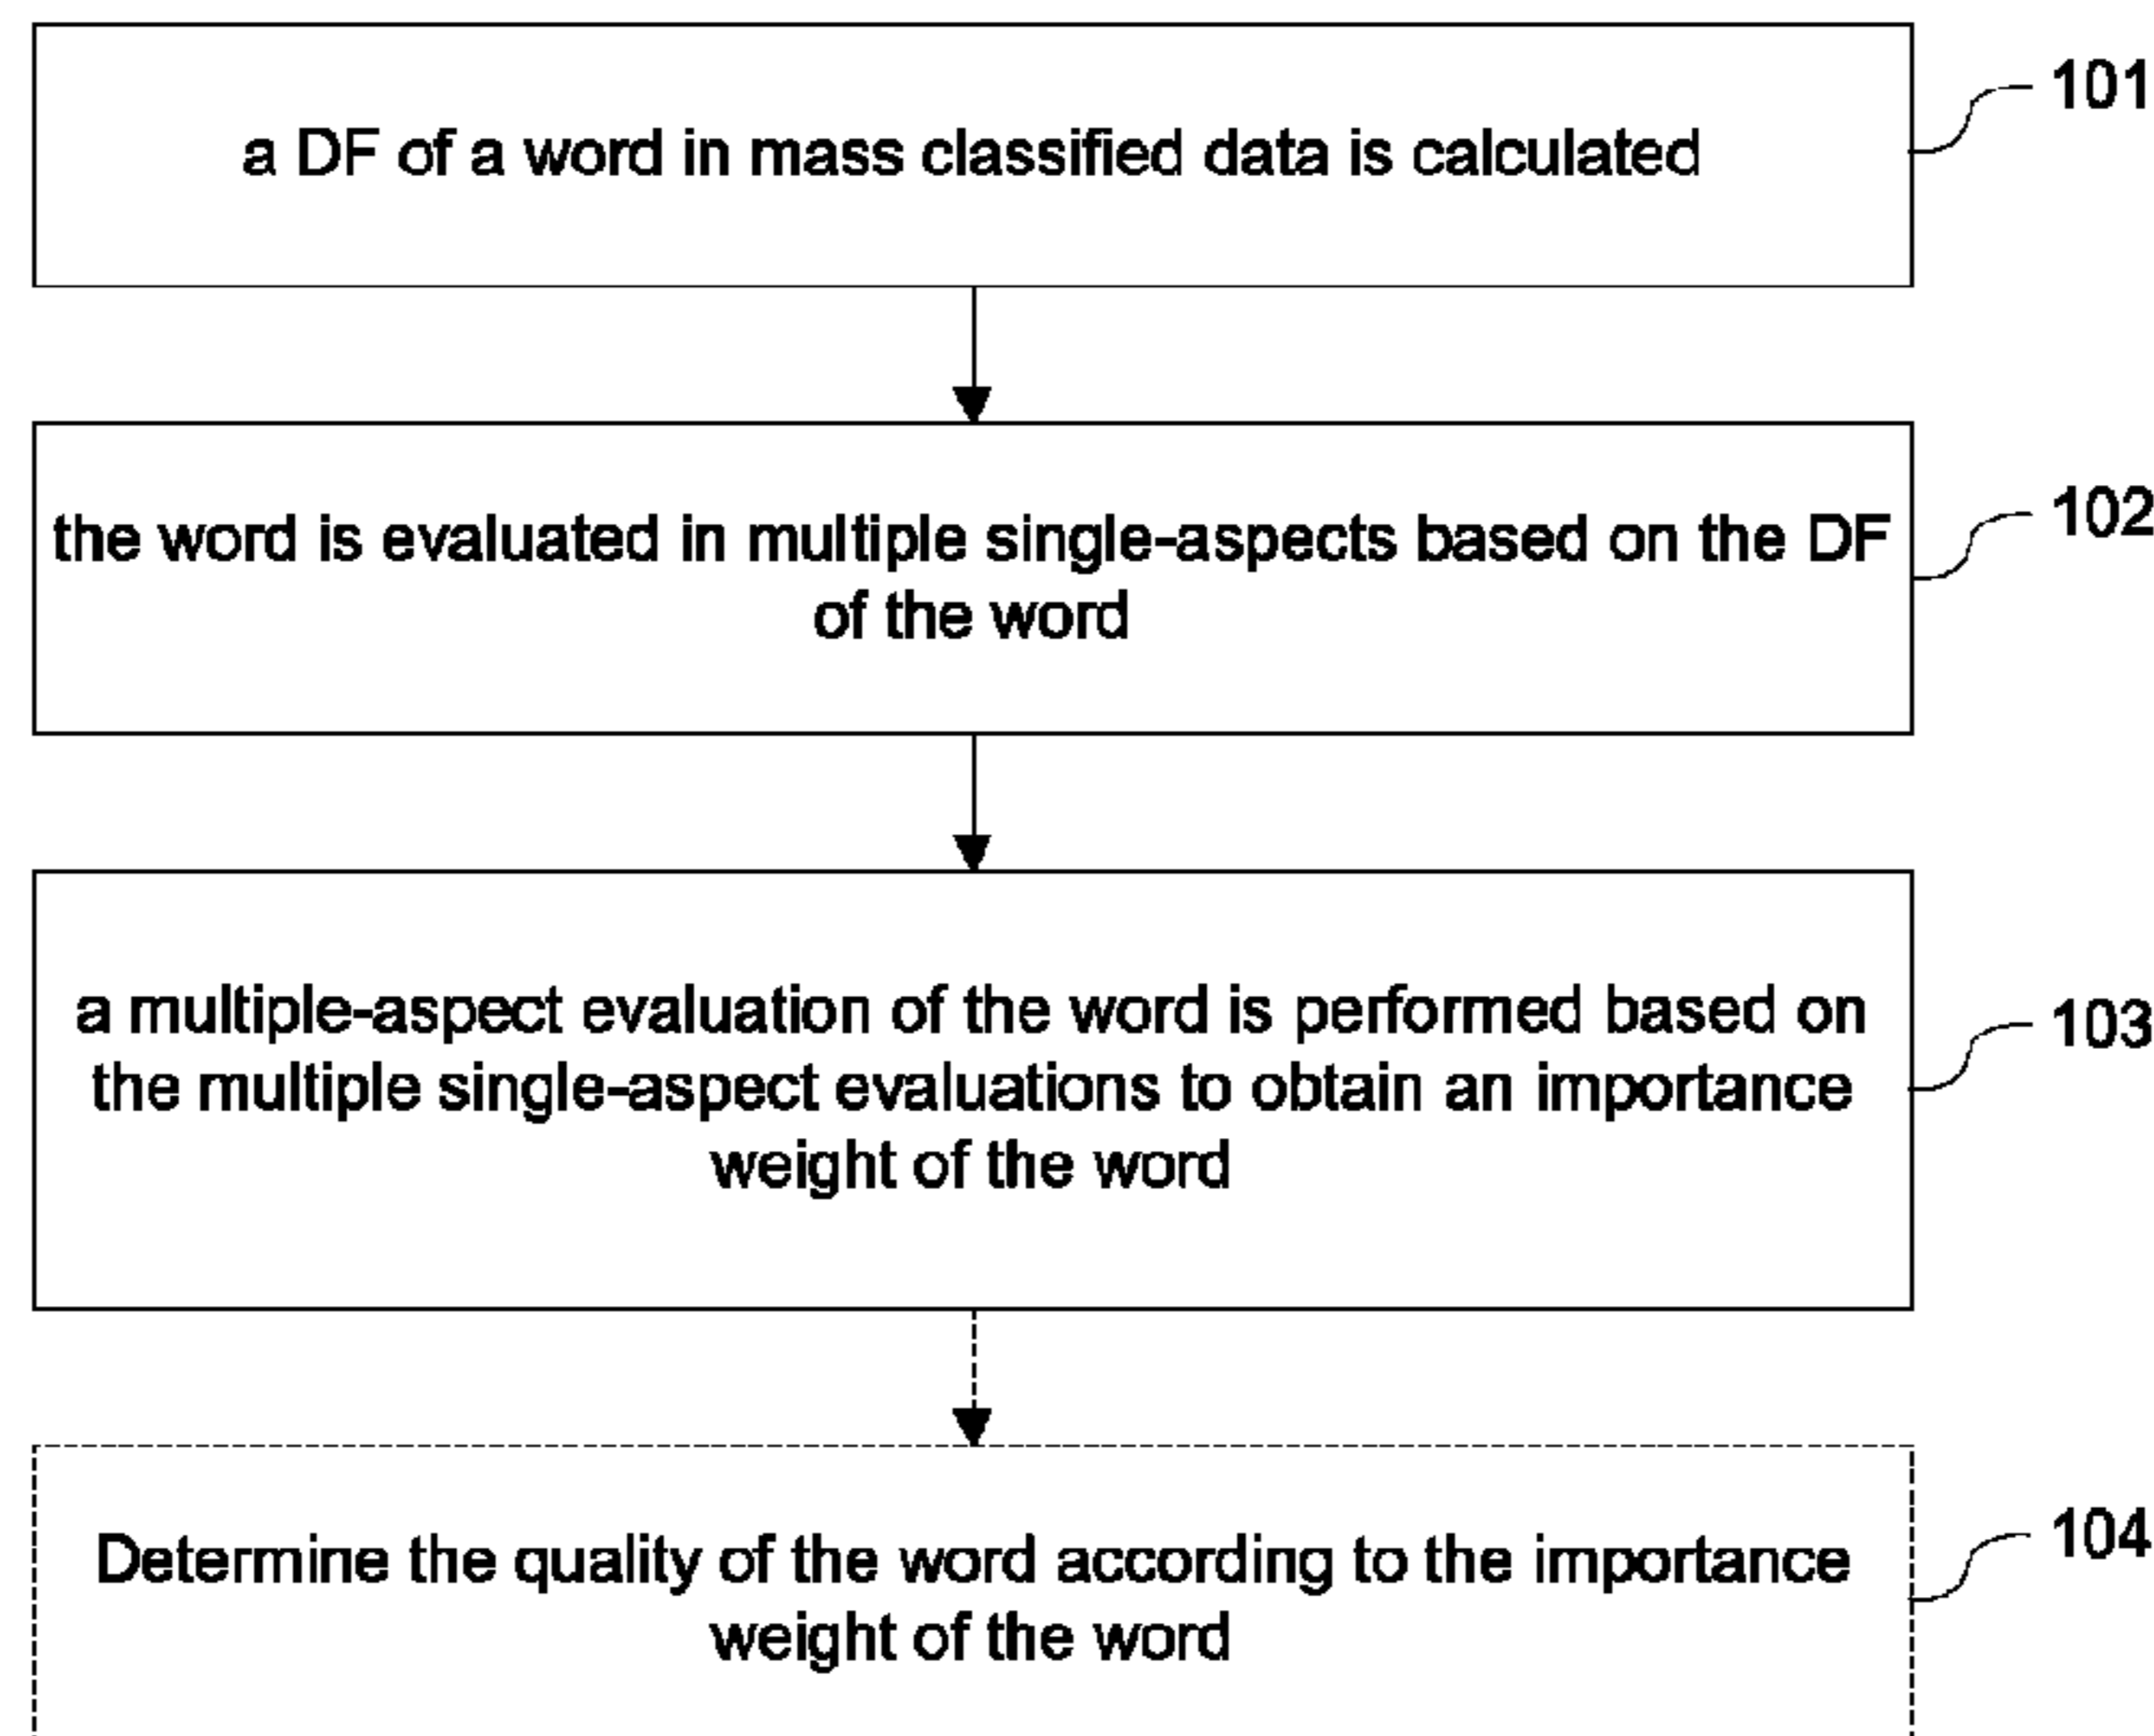 a DF of a word in mass classified data is calculated
101
the word is evaluated in multiple single-aspects based on the DF
of the word
102
a multiple-aspect evaluation of the word is performed based on
the multiple single-aspect evaluations to obtain an importance
weight of the word
103
Determine the quality of the word according to the importance
weight of the word
104